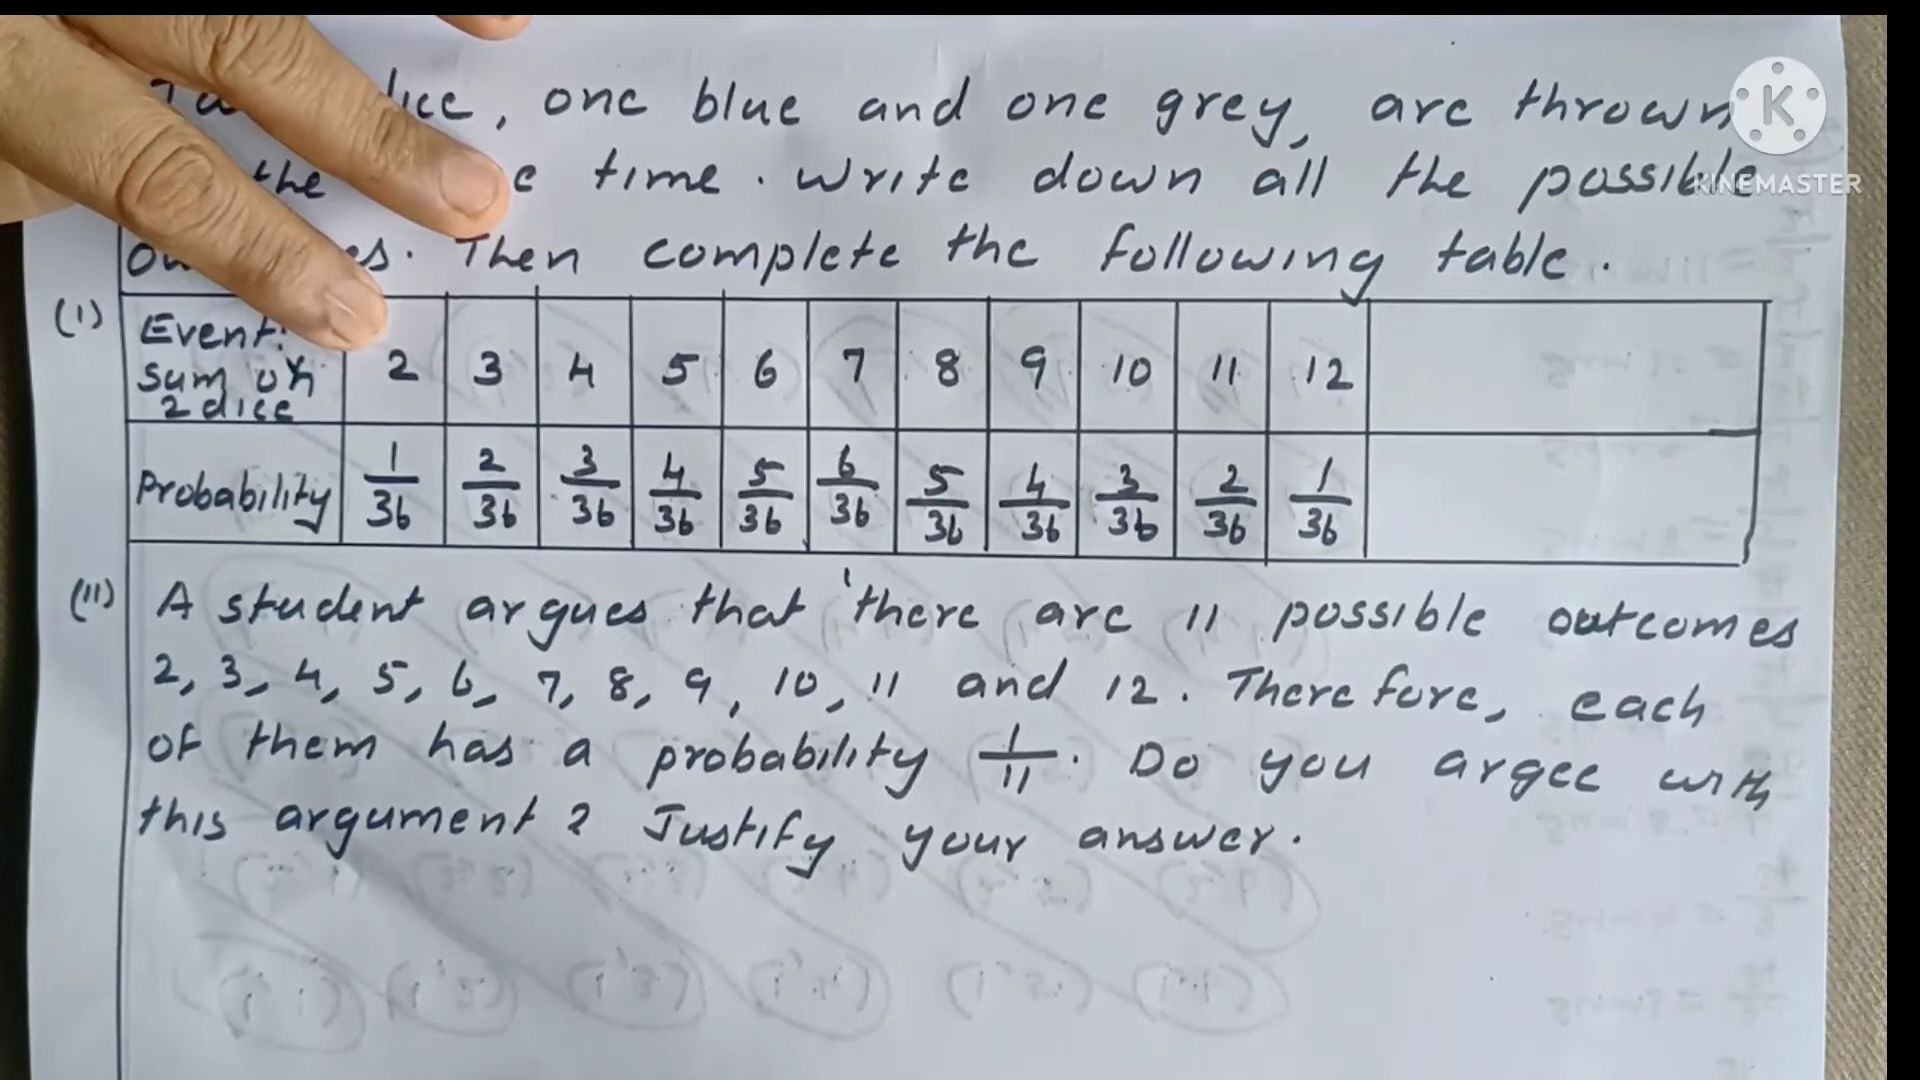 dice, one blue and one grey, are thrown
the time. Write down all the possible
Then complete the following table.
(i) Event: Sum on 2 dice 2 3 4 5 6 7 8 9 10 11 12
Probability 1/36 2/36 3/36 4/36 5/36 6/36 5/36 4/36 3/36 2/36 1/36
(ii) A student argues that 'there are 11 possible outcomes
2, 3, 4, 5, 6, 7, 8, 9, 10, 11 and 12. Therefore, each
of them has a probability 1/11. Do you argee with
this argument? Justify your answer.
K
KINEMASTER